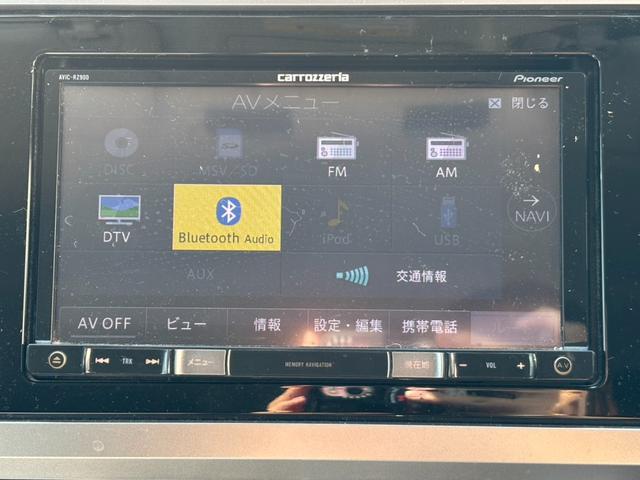 AVIC-RZ900 carrozzeria Pioneer
AVメニュー 閉じる
DISC MSV/SD FM AM
DTV Bluetooth Audio iPod USB NAVI
AUX 交通情報
AV OFF ビュー 情報 設定・編集 携帯電話
TRK メニュー MEMORY NAVIGATION 現在地 − VOL + AV